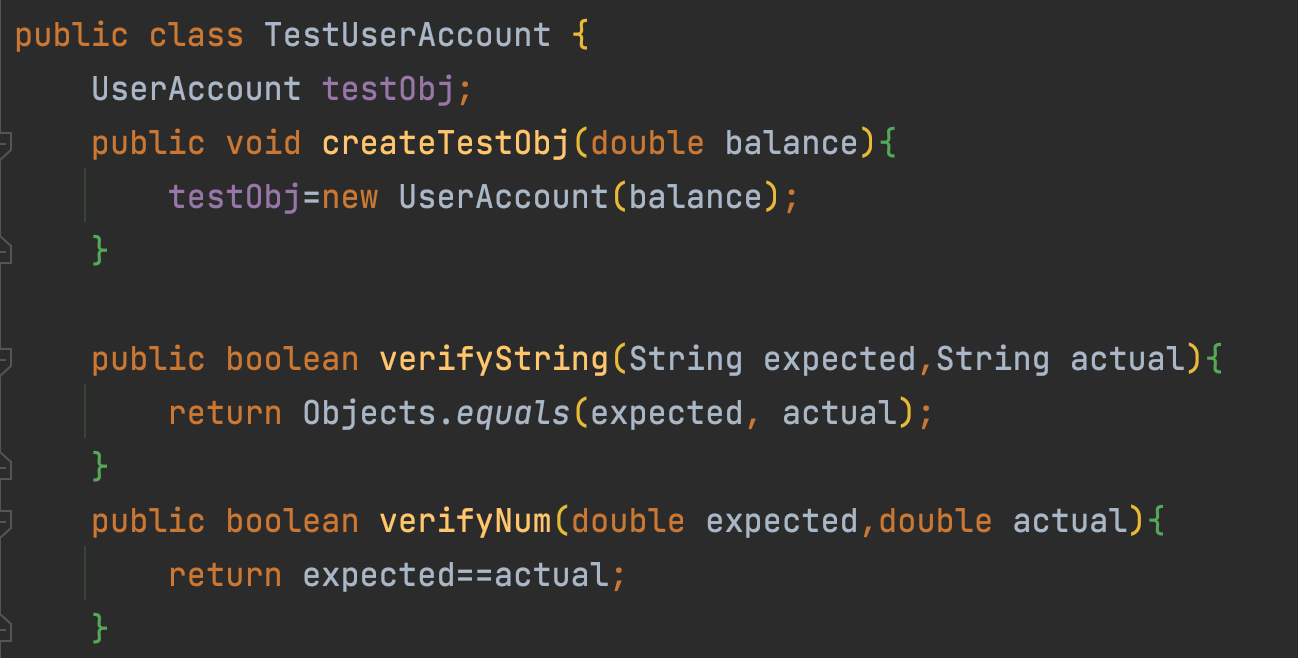 public class TestUserAccount {
    UserAccount testObj;
    public void createTestObj(double balance){
        testObj=new UserAccount(balance);
    }

    public boolean verifyString(String expected,String actual){
        return Objects.equals(expected, actual);
    }
    public boolean verifyNum(double expected,double actual){
        return expected==actual;
    }